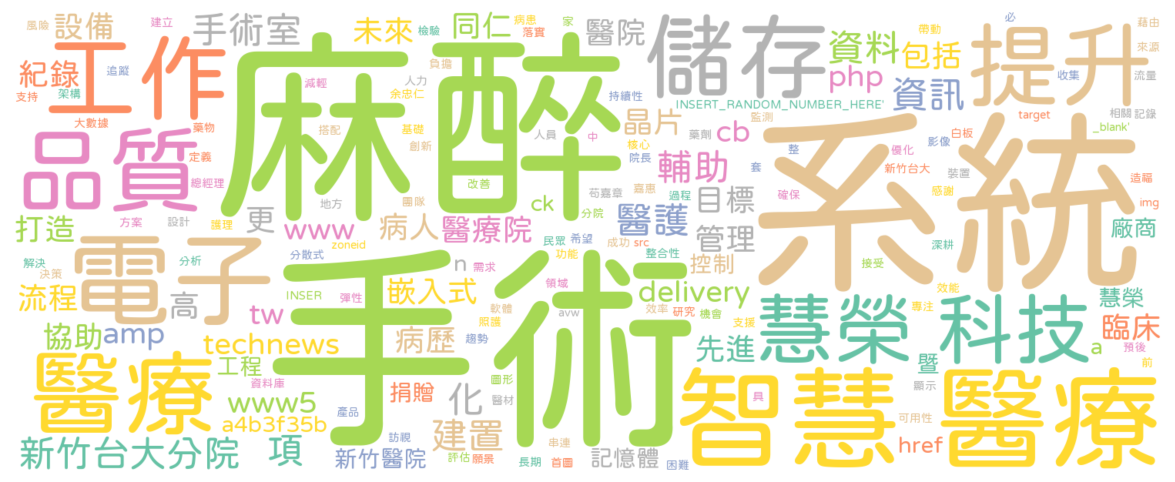 麻醉
手術
系統
儲存
提升
工作
品質
電子
醫療
智慧醫療
慧榮科技
設備
手術室
未來
同仁
醫院
資料
包括
php
資訊
紀錄
晶片
cb
輔助
目標
醫護
管理
控制
打造
更
www
病人
醫療院
ck
流程
高
n
嵌入式
delivery
廠商
慧榮
臨床
a
協助
amp
tw
technews
病歷
先進
暨
工程
www5
捐贈
化
a4b3f35b
建置
href
新竹台大分院
項
新竹醫院
記憶體
風險
建立
檢驗
病患
落實
家
帶動
必
藉由
來源
流量
支持
架構
追蹤
減輕
負擔
人力
余忠仁
持續性
INSERT_RANDOM_NUMBER_HERE'
監測
收集
target
相關
記錄
大數據
藥物
搭配
基礎
創新
人員
中
核心
藥劑
院長
整
套
優化
影像
白板
_blank'
定義
總經理
改善
苟嘉章
嘉惠
過程
確保
新竹台大
裝置
感謝
造福
img
方案
設計
護理
地方
團隊
分院
zoneid
分散式
民眾
希望
成功
src
功能
整合性
深耕
接受
解決
決策
分析
INSER
彈性
需求
領域
軟體
照護
avw
效率
研究
機會
支援
專注
效能
趨勢
預後
前
資料庫
圖形
醫材
產品
具
顯示
可用性
訪視
評估
願景
長期
首圖
串連
困難